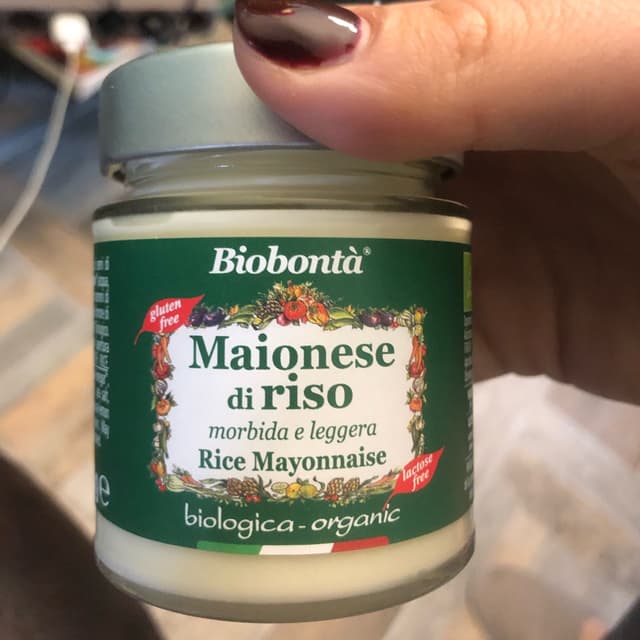 Biobontà®
gluten
free
Maionese
di riso
morbida e leggera
Rice Mayonnaise
lactose
free
biologica - organic